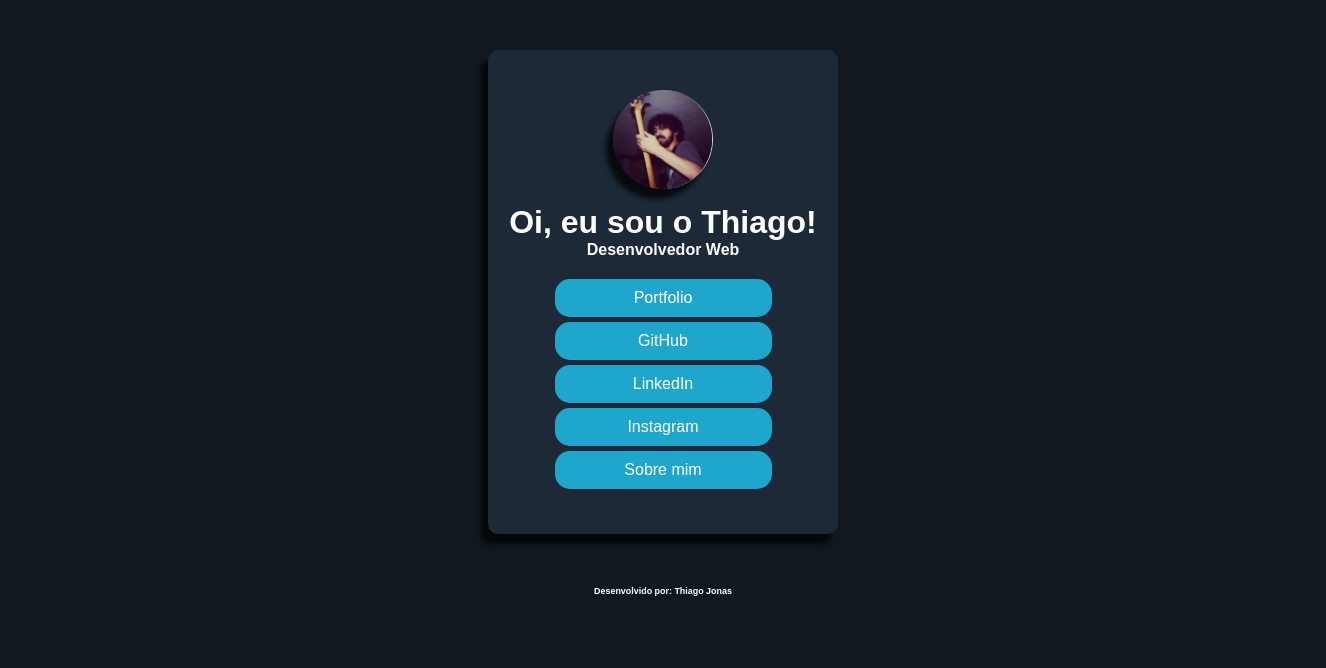 Oi, eu sou o Thiago!
Desenvolvedor Web
Portfolio
GitHub
LinkedIn
Instagram
Sobre mim
Desenvolvido por: Thiago Jonas